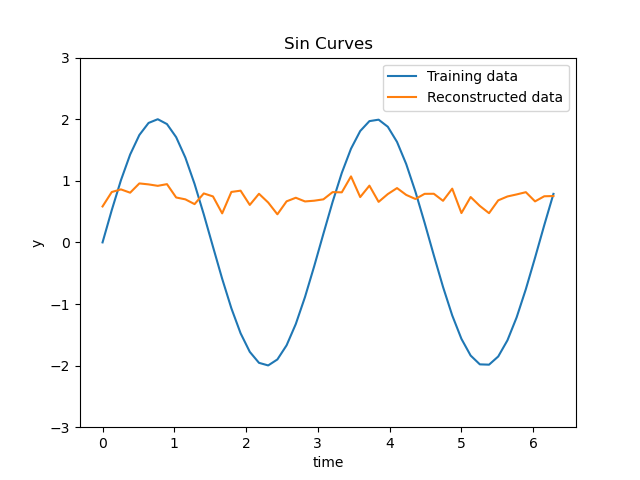 Sin Curves
Training data
Reconstructed data
3
2
1
0
−1
−2
−3
y
0 1 2 3 4 5 6
time